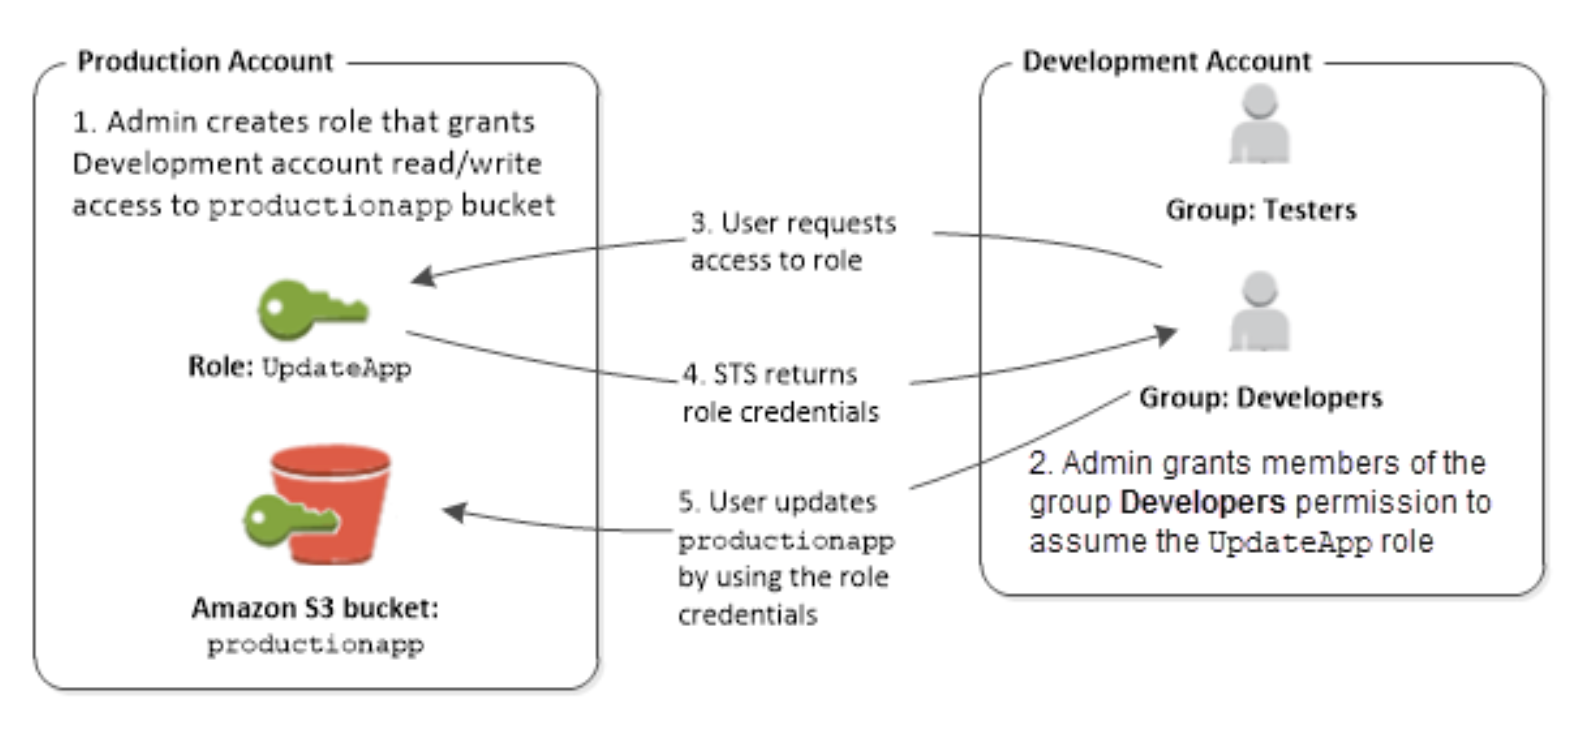 Production Account
1. Admin creates role that grants
Development account read/write
access to productionapp bucket
Role: UpdateApp
Amazon S3 bucket:
productionapp
3. User requests
access to role
4. STS returns
role credentials
5. User updates
productionapp
by using the role
credentials
Development Account
Group: Testers
Group: Developers
2. Admin grants members of the
group Developers permission to
assume the UpdateApp role